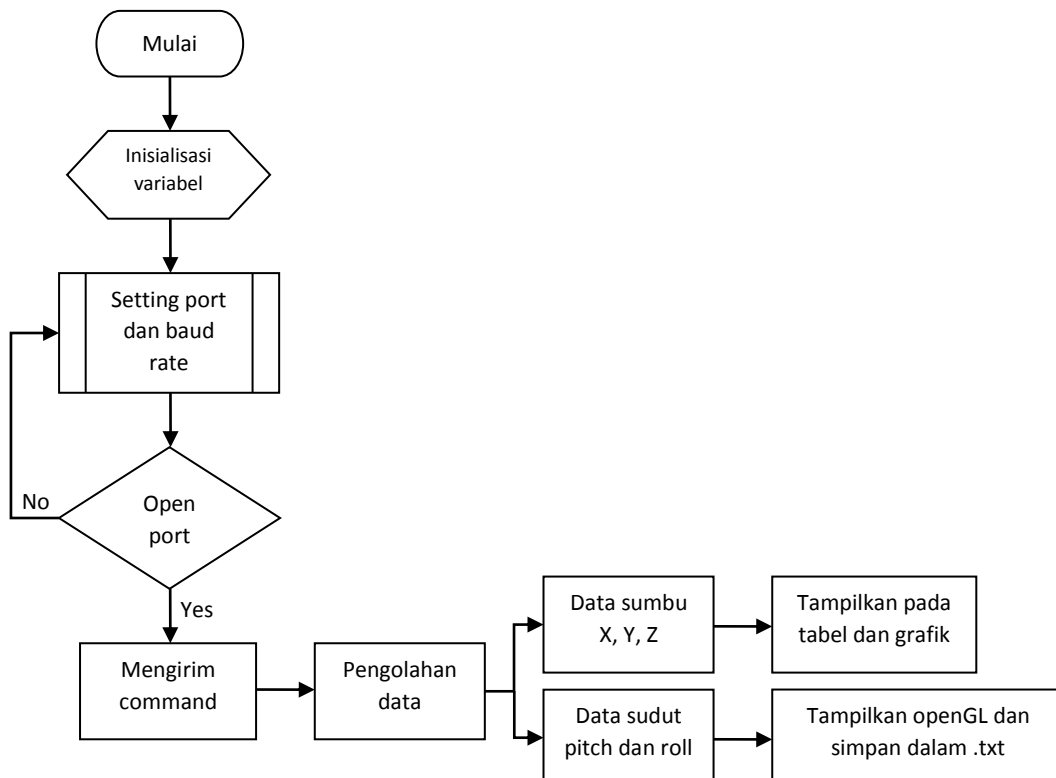 Mulai
Inisialisasi
variabel
Setting port
dan baud
rate
No
Open
port
Yes
Mengirim
command
Pengolahan
data
Data sumbu
X, Y, Z
Tampilkan pada
tabel dan grafik
Data sudut
pitch dan roll
Tampilkan openGL dan
simpan dalam .txt